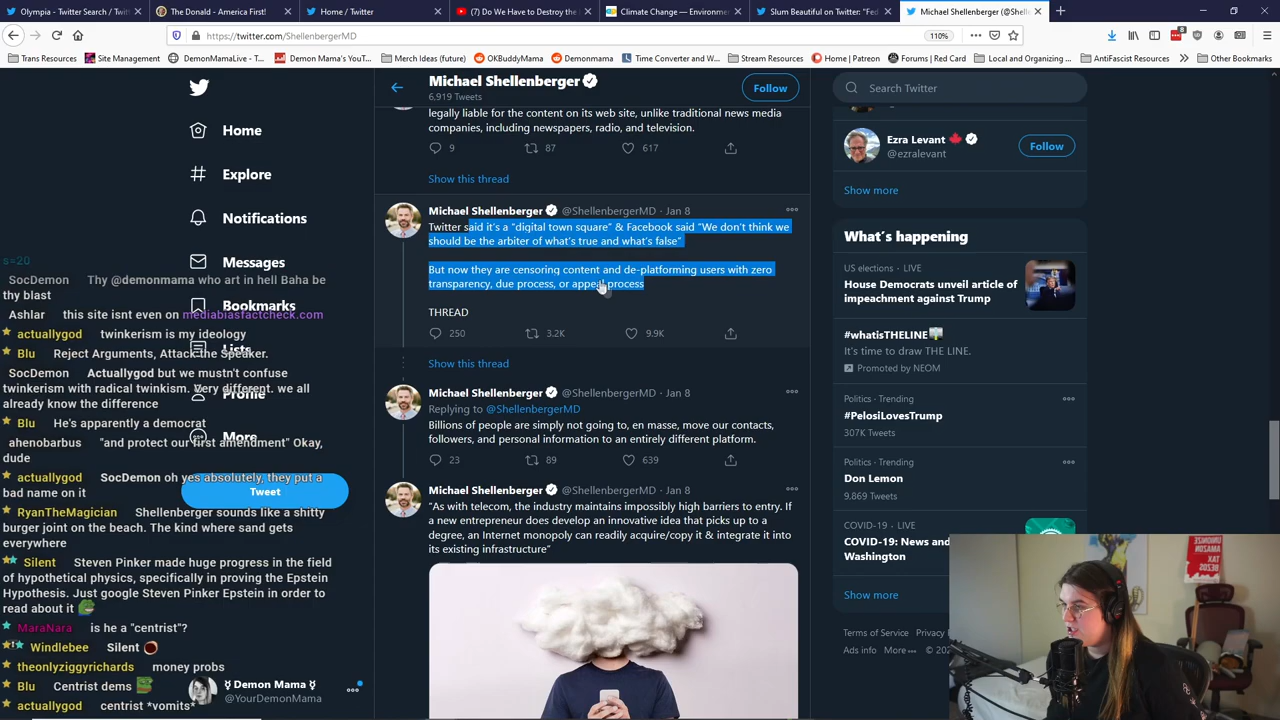 Olympia - Twitter Search / Twitt
The Donald - America First!
Home / Twitter
(7) Do We Have to Destroy the
Climate Change — Environme
Slum Beautiful on Twitter: "Fed
Michael Shellenberger (@Shelle
https://twitter.com/ShellenbergerMD
110%
Trans Resources
Site Management
DemonMamaLive - T...
Demon Mama's YouT...
Merch Ideas (future)
OKBuddyMama
Demonmama
Time Converter and W...
Stream Resources
Home | Patreon
Forums | Red Card
Local and Organizing ...
AntiFascist Resources
Other Bookmarks
Home
Explore
Notifications
Messages
Bookmarks
Lists
Profile
More
Tweet
Demon Mama
@YourDemonMama
s=20
SocDemon Thy @demonmama who art in hell Baha be
thy blast
Ashlar this site isnt even on mediabiasfactcheck.com
actuallygod twinkerism is my ideology
Blu Reject Arguments, Attack the Speaker.
SocDemon Actuallygod but we mustn't confuse
twinkerism with radical twinkism. Very different. we all
already know the difference
Blu He's apparently a democrat
ahenobarbus "and protect our first amendment" Okay,
dude
actuallygod SocDemon oh yes absolutely, they put a
bad name on it
RyanTheMagician Shellenberger sounds like a shitty
burger joint on the beach. The kind where sand gets
everywhere
Silent Steven Pinker made huge progress in the field
of hypothetical physics, specifically in proving the Epstein
Hypothesis. Just google Steven Pinker Epstein in order to
read about it
MaraNara is he a "centrist"?
Windlebee Silent
theonlyziggyrichards money probs
Blu Centrist dems
actuallygod centrist *vomits*
Michael Shellenberger
6,919 Tweets
Follow
legally liable for the content on its web site, unlike traditional news media
companies, including newspapers, radio, and television.
9 87 617
Show this thread
Michael Shellenberger @ShellenbergerMD · Jan 8
Twitter said it's a "digital town square" & Facebook said "We don't think we
should be the arbiter of what's true and what's false"
But now they are censoring content and de-platforming users with zero
transparency, due process, or appeal process
THREAD
250 3.2K 9.9K
Show this thread
Michael Shellenberger @ShellenbergerMD · Jan 8
Replying to @ShellenbergerMD
Billions of people are simply not going to, en masse, move our contacts,
followers, and personal information to an entirely different platform.
23 89 639
Michael Shellenberger @ShellenbergerMD · Jan 8
"As with telecom, the industry maintains impossibly high barriers to entry. If
a new entrepreneur does develop an innovative idea that picks up to a
degree, an Internet monopoly can readily acquire/copy it & integrate it into
its existing infrastructure"
Search Twitter
Ezra Levant
@ezralevant
Follow
Show more
What's happening
US elections · LIVE
House Democrats unveil article of
impeachment against Trump
#whatisTHELINE
It's time to draw THE LINE.
Promoted by NEOM
Politics · Trending
#PelosiLovesTrump
307K Tweets
Politics · Trending
Don Lemon
9,869 Tweets
COVID-19 · LIVE
COVID-19: News and
Washington
Show more
Terms of Service Privacy
Ads info More © 20